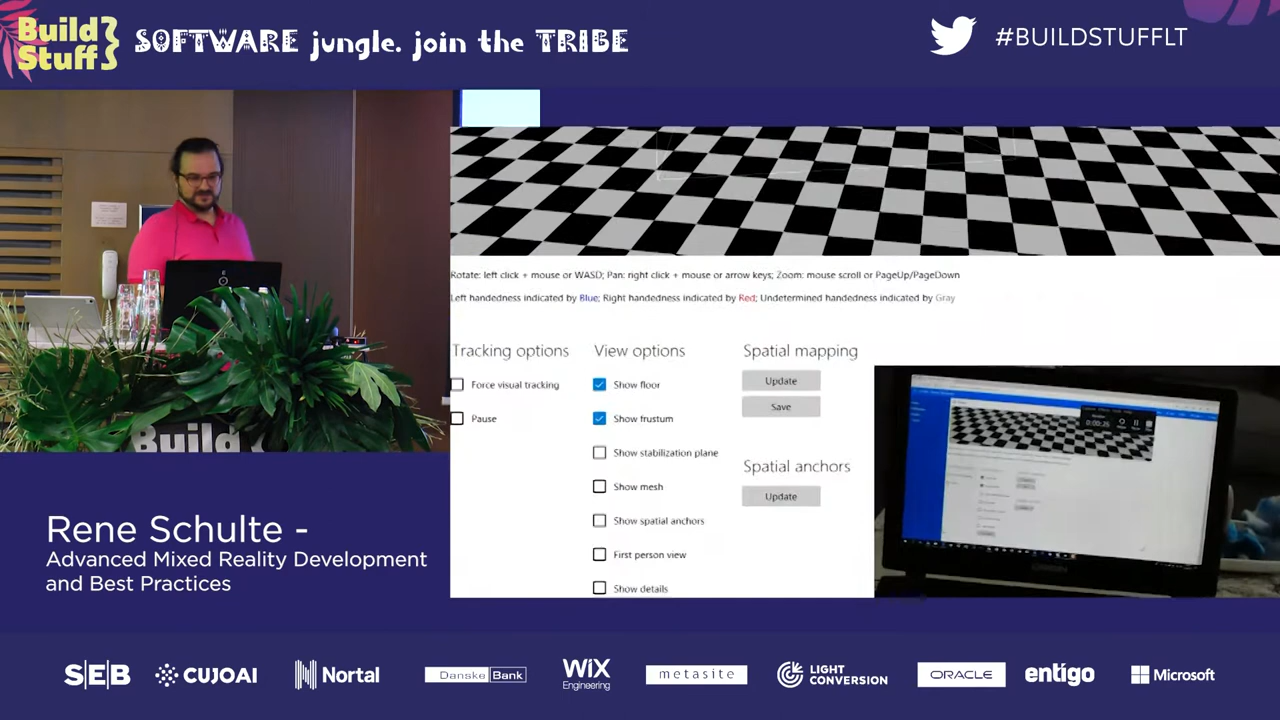 Build
Stuff
SOFTWARE jungle. join the TRIBE
#BUILDSTUFFLT
Rotate: left click + mouse or WASD; Pan: right click + mouse or arrow keys; Zoom: mouse scroll or PageUp/PageDown
Left handedness indicated by Blue; Right handedness indicated by Red; Undetermined handedness indicated by Gray
Tracking options
Force visual tracking
Pause
View options
Show floor
Show frustum
Show stabilization plane
Show mesh
Show spatial anchors
First person view
Show details
Spatial mapping
Update
Save
Spatial anchors
Update
0:00:25
Build
Rene Schulte -
Advanced Mixed Reality Development
and Best Practices
SEB
CUJOAI
Nortal
Danske Bank
WiX
Engineering
metasite
LIGHT
CONVERSION
ORACLE
entigo
Microsoft